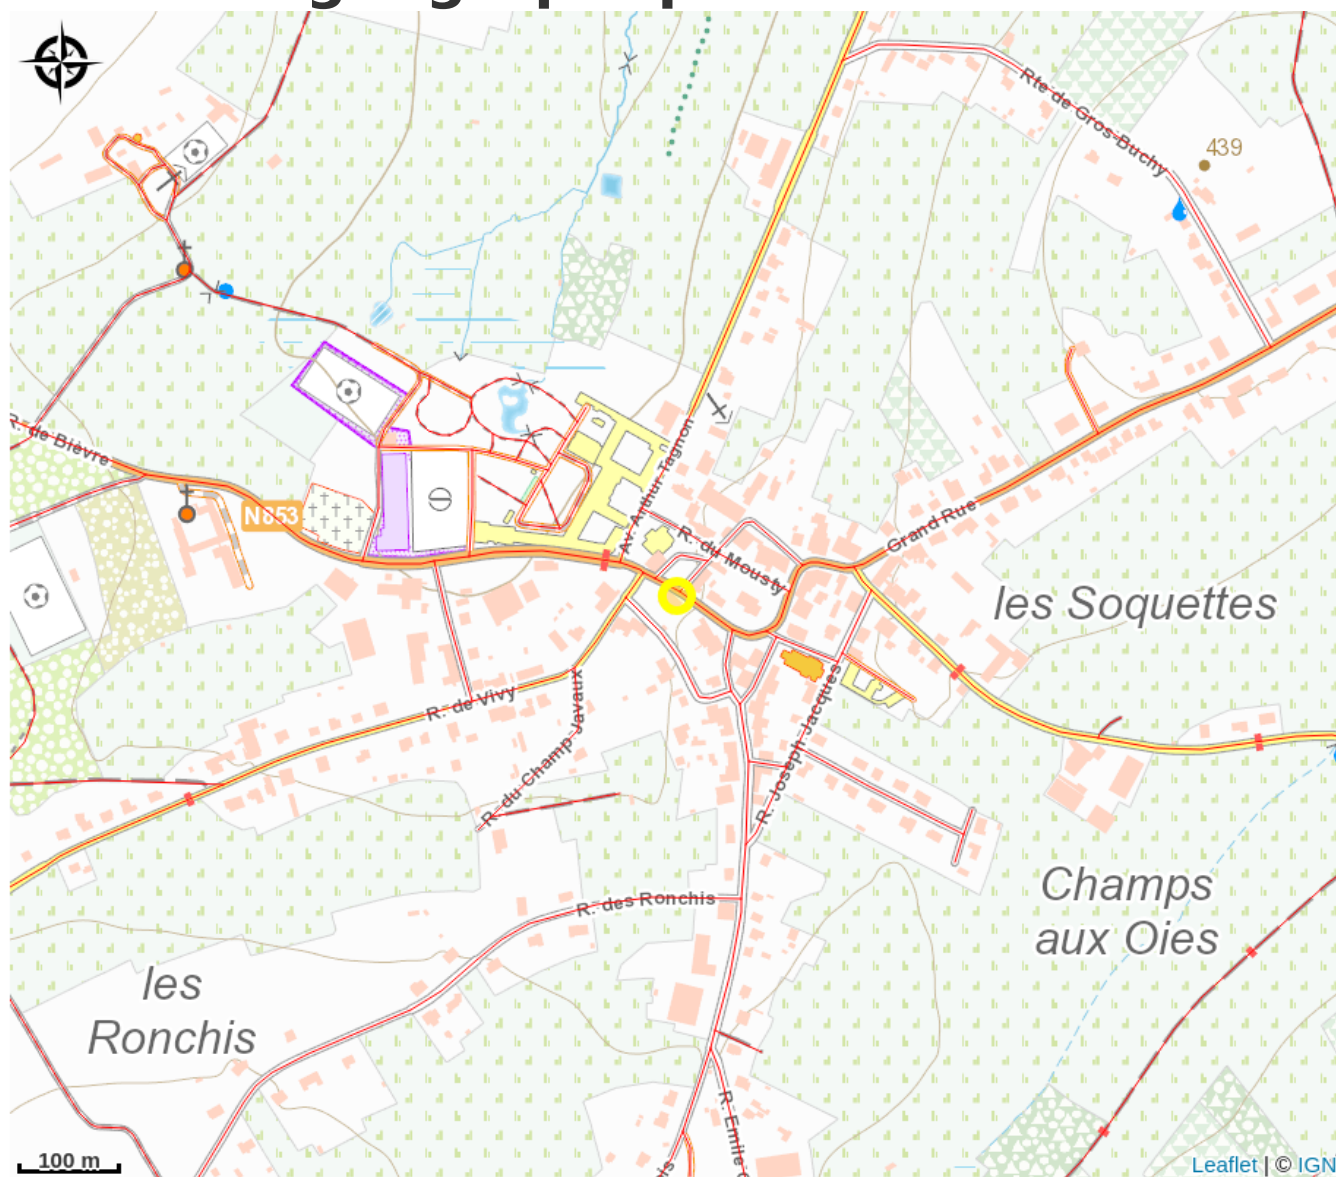 Rte de Gros-Buchy
439
R. de Bièvre
N853
Av. Arthur Tagnon
R. du Mousty
Grand Rue
les Soquettes
R. de Vivy
R. du Champ Javaux
R. Joseph Jacques
Champs
aux Oies
R. des Ronchis
les
Ronchis
R. Emile
100 m
Leaflet | © IGN